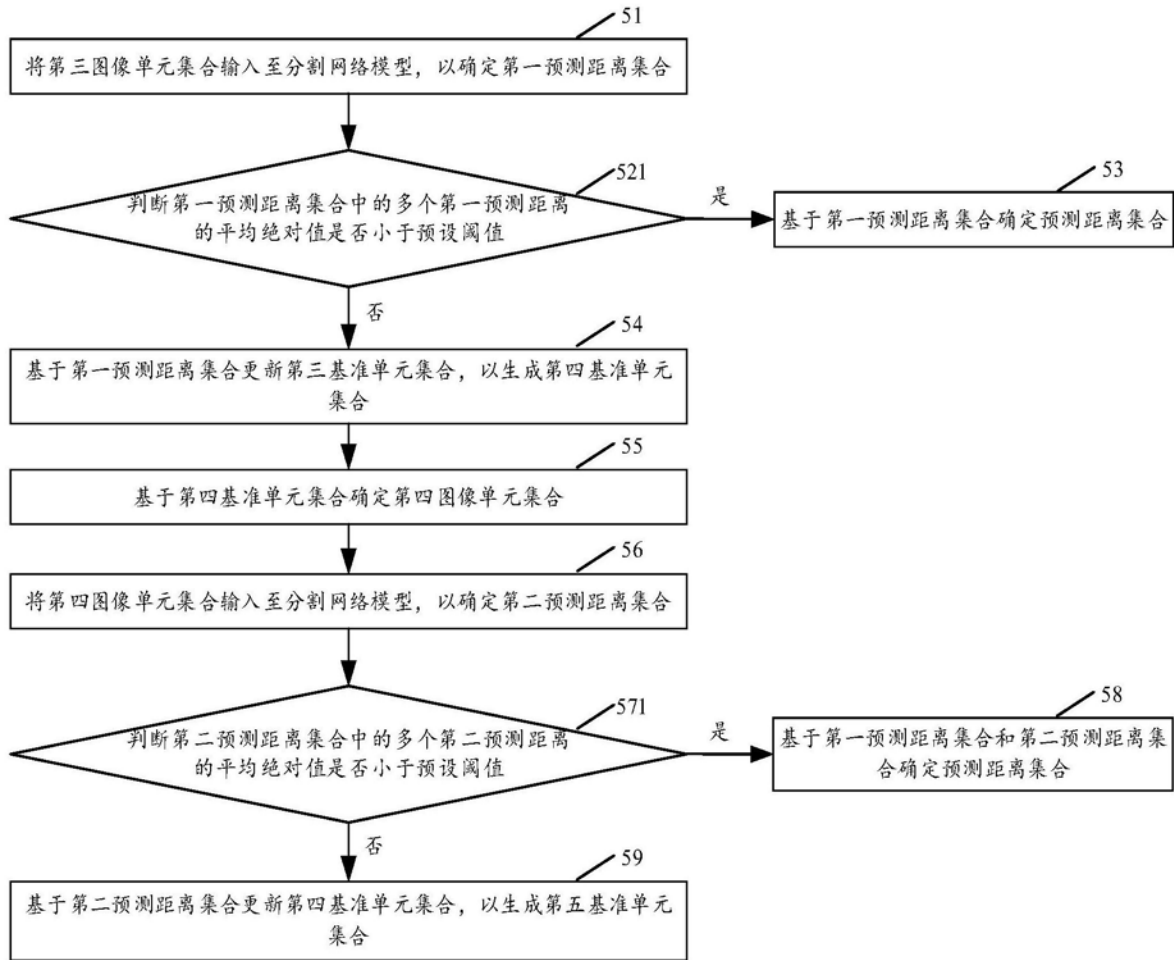 51
将第三图像单元集合输入至分割网络模型，以确定第一预测距离集合
521
判断第一预测距离集合中的多个第一预测距离
的平均绝对值是否小于预设阈值
是
53
基于第一预测距离集合确定预测距离集合
否
54
基于第一预测距离集合更新第三基准单元集合，以生成第四基准单元
集合
55
基于第四基准单元集合确定第四图像单元集合
56
将第四图像单元集合输入至分割网络模型，以确定第二预测距离集合
571
判断第二预测距离集合中的多个第二预测距离
的平均绝对值是否小于预设阈值
是
58
基于第一预测距离集合和第二预测距离集
合确定预测距离集合
否
59
基于第二预测距离集合更新第四基准单元集合，以生成第五基准单元
集合